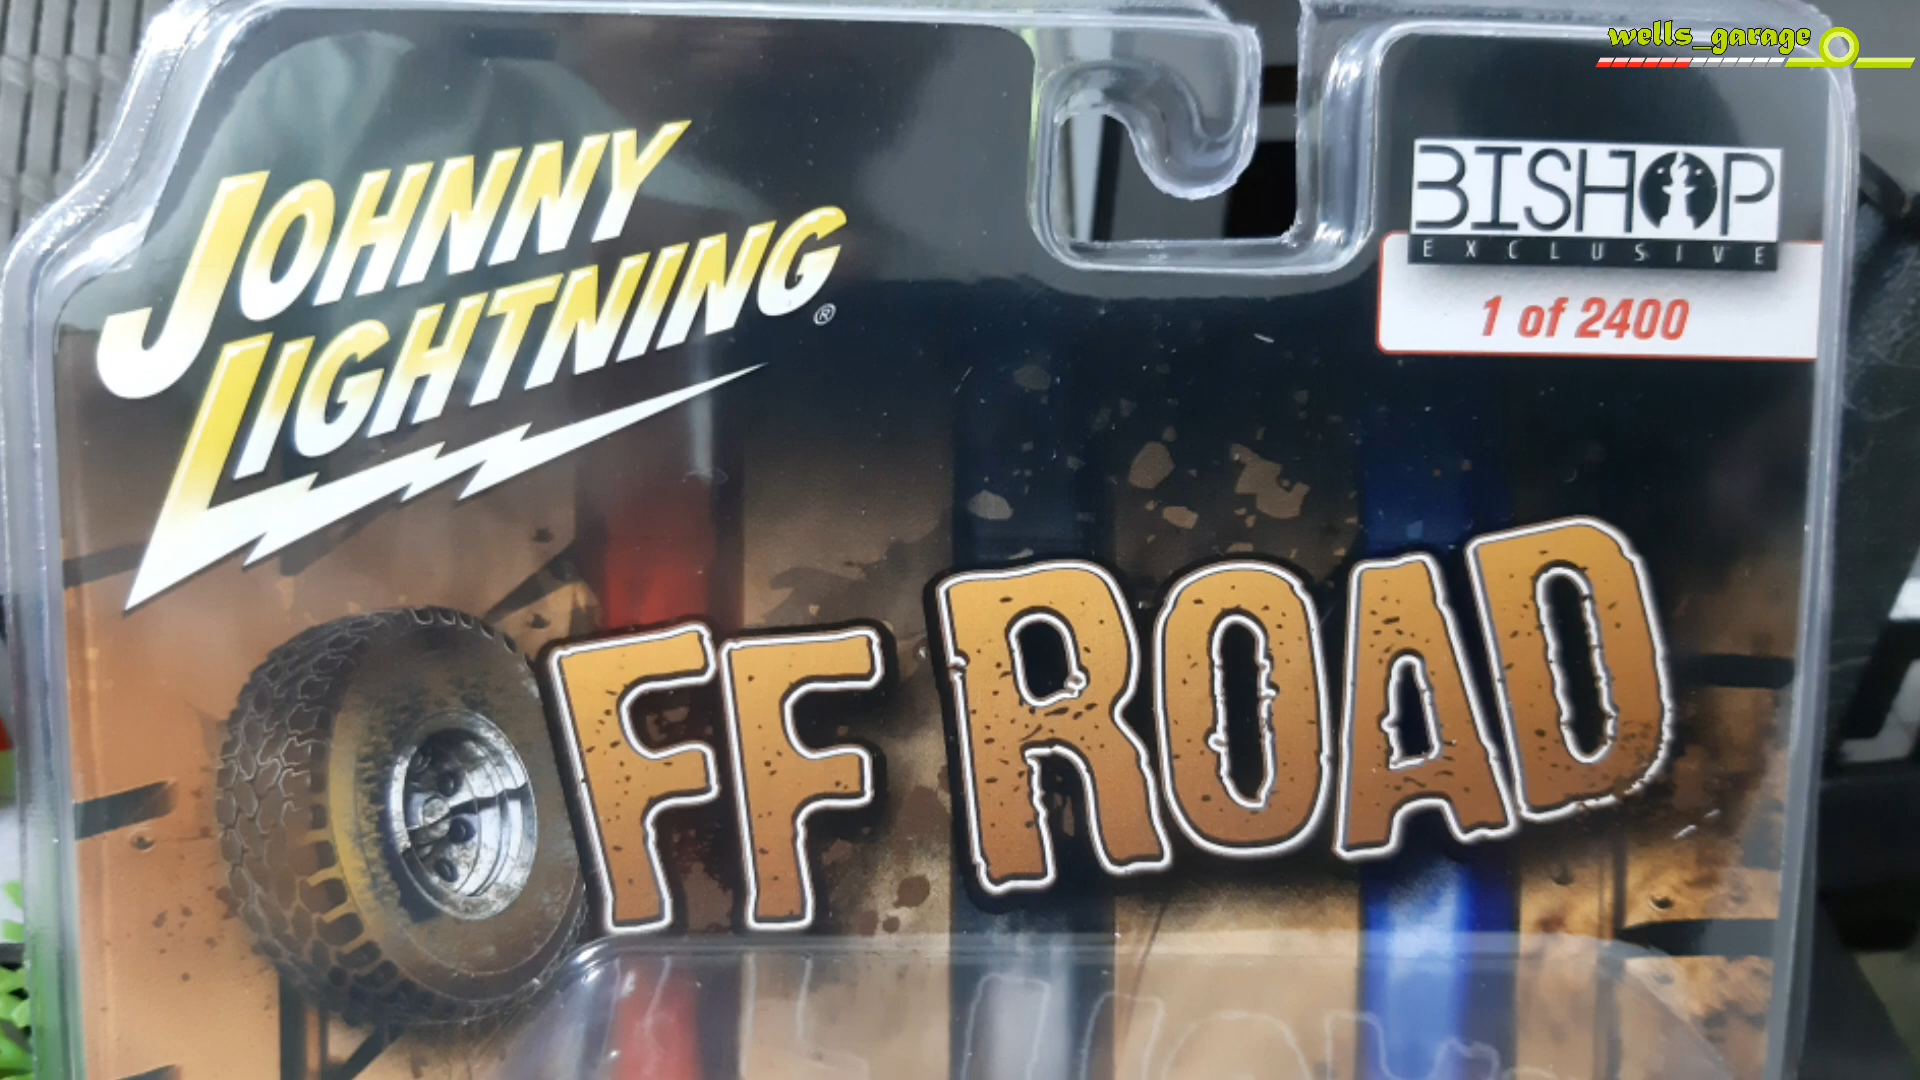 wells_garage
JOHNNY
LIGHTNING®
BISHOP
EXCLUSIVE
1 of 2400
OFF ROAD